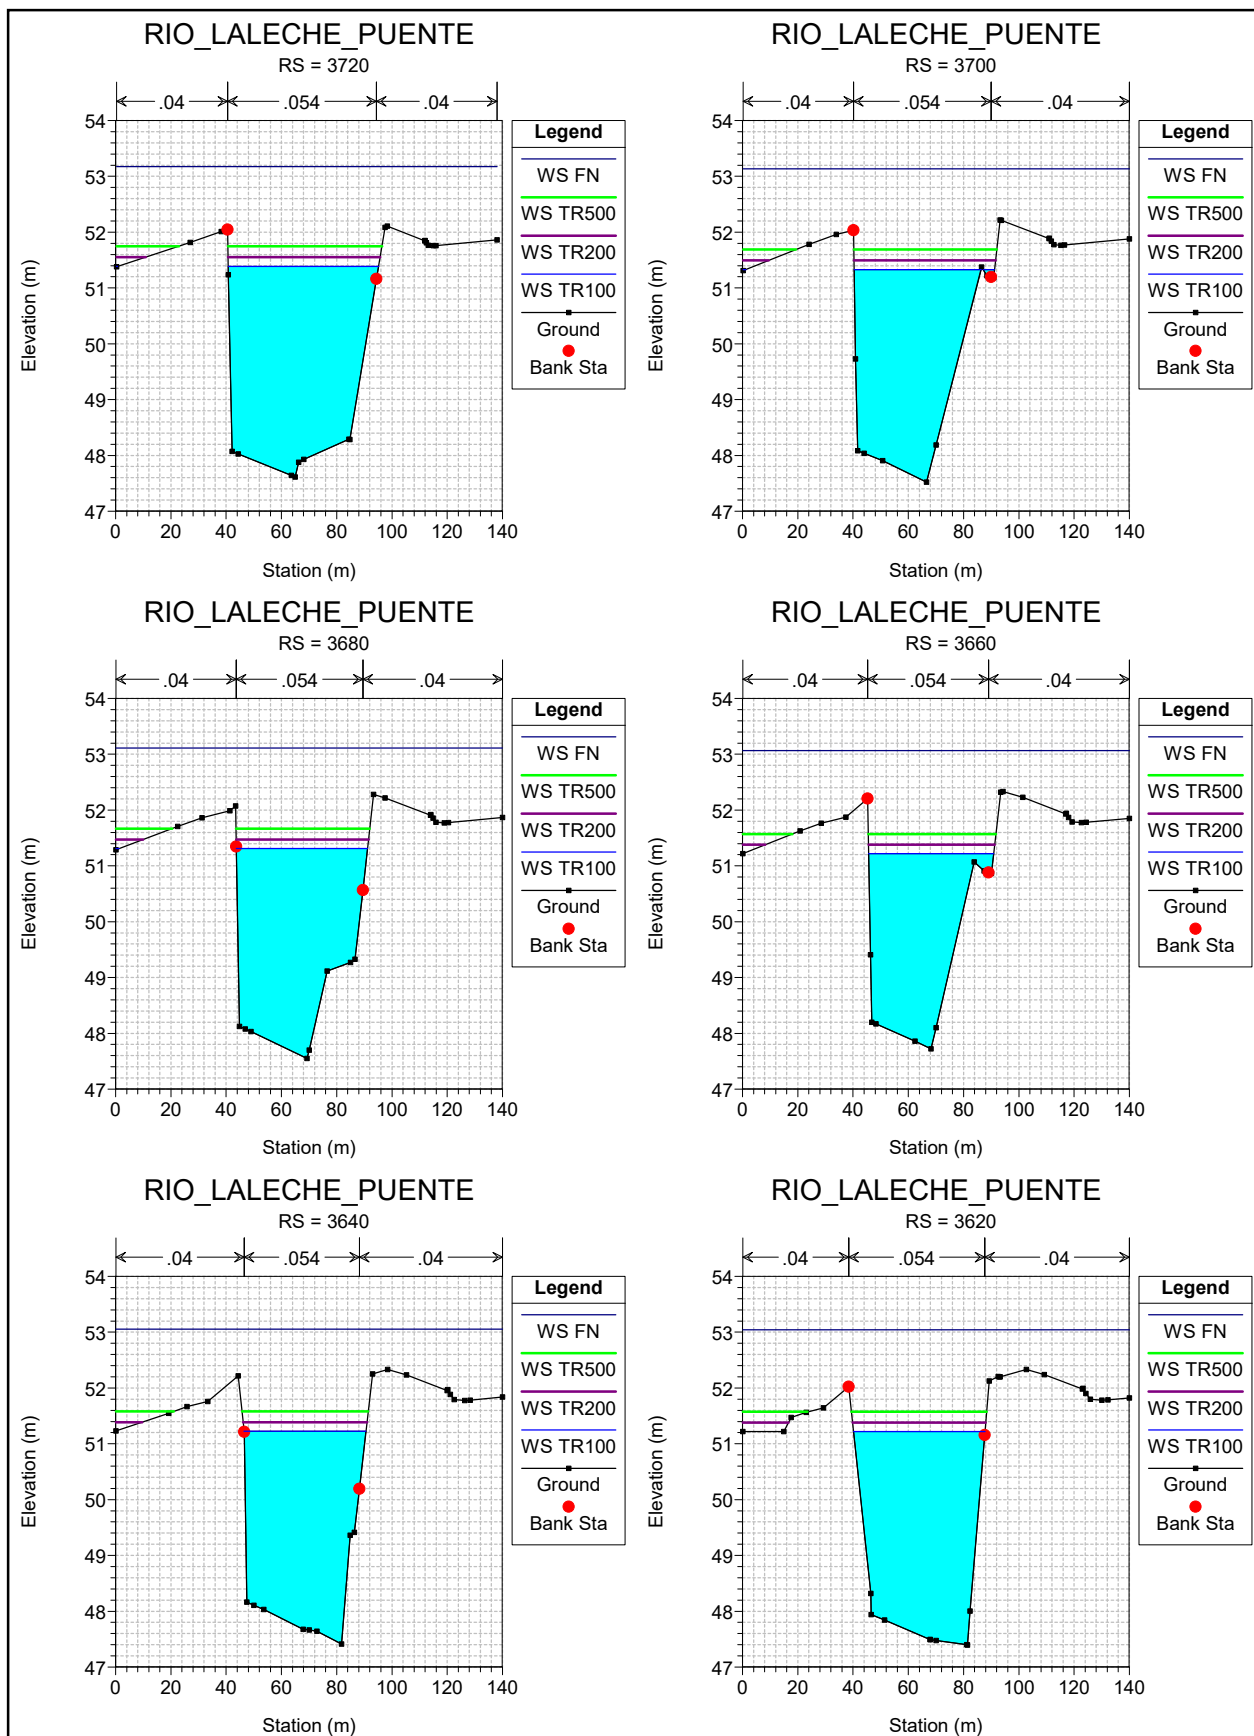 RIO_LALECHE_PUENTE
RS = 3720
.04 .054 .04
54
53
52
51
50
49
48
47
0 20 40 60 80 100 120 140
Station (m)
Elevation (m)
Legend
WS FN
WS TR500
WS TR200
WS TR100
Ground
Bank Sta
RIO_LALECHE_PUENTE
RS = 3700
.04 .054 .04
54
53
52
51
50
49
48
47
0 20 40 60 80 100 120 140
Station (m)
Elevation (m)
Legend
WS FN
WS TR500
WS TR200
WS TR100
Ground
Bank Sta
RIO_LALECHE_PUENTE
RS = 3680
.04 .054 .04
54
53
52
51
50
49
48
47
0 20 40 60 80 100 120 140
Station (m)
Elevation (m)
Legend
WS FN
WS TR500
WS TR200
WS TR100
Ground
Bank Sta
RIO_LALECHE_PUENTE
RS = 3660
.04 .054 .04
54
53
52
51
50
49
48
47
0 20 40 60 80 100 120 140
Station (m)
Elevation (m)
Legend
WS FN
WS TR500
WS TR200
WS TR100
Ground
Bank Sta
RIO_LALECHE_PUENTE
RS = 3640
.04 .054 .04
54
53
52
51
50
49
48
47
0 20 40 60 80 100 120 140
Station (m)
Elevation (m)
Legend
WS FN
WS TR500
WS TR200
WS TR100
Ground
Bank Sta
RIO_LALECHE_PUENTE
RS = 3620
.04 .054 .04
54
53
52
51
50
49
48
47
0 20 40 60 80 100 120 140
Station (m)
Elevation (m)
Legend
WS FN
WS TR500
WS TR200
WS TR100
Ground
Bank Sta